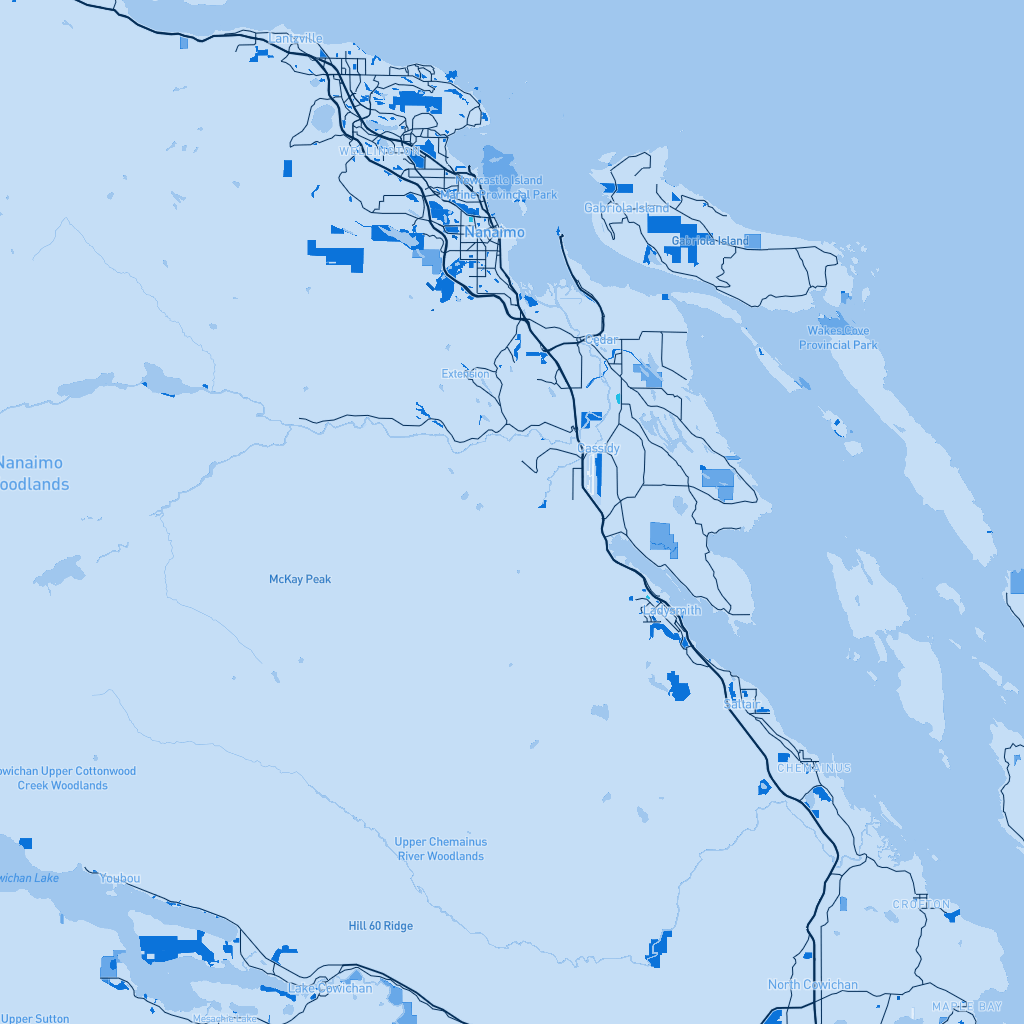 Lantzville
WELLINGTON
Newcastle Island
Marine Provincial Park
Gabriola Island
Nanaimo
Gabriola Island
Wakes Cove
Provincial Park
Cedar
Extension
Cassidy
Nanaimo
oodlands
McKay Peak
Ladysmith
Saltair
CHEMAINUS
owichan Upper Cottonwood
Creek Woodlands
Upper Chemainus
River Woodlands
wichan Lake
Youbou
CROFTON
Hill 60 Ridge
Lake Cowichan
North Cowichan
MAPLE BAY
Upper Sutton
Mesachie Lake